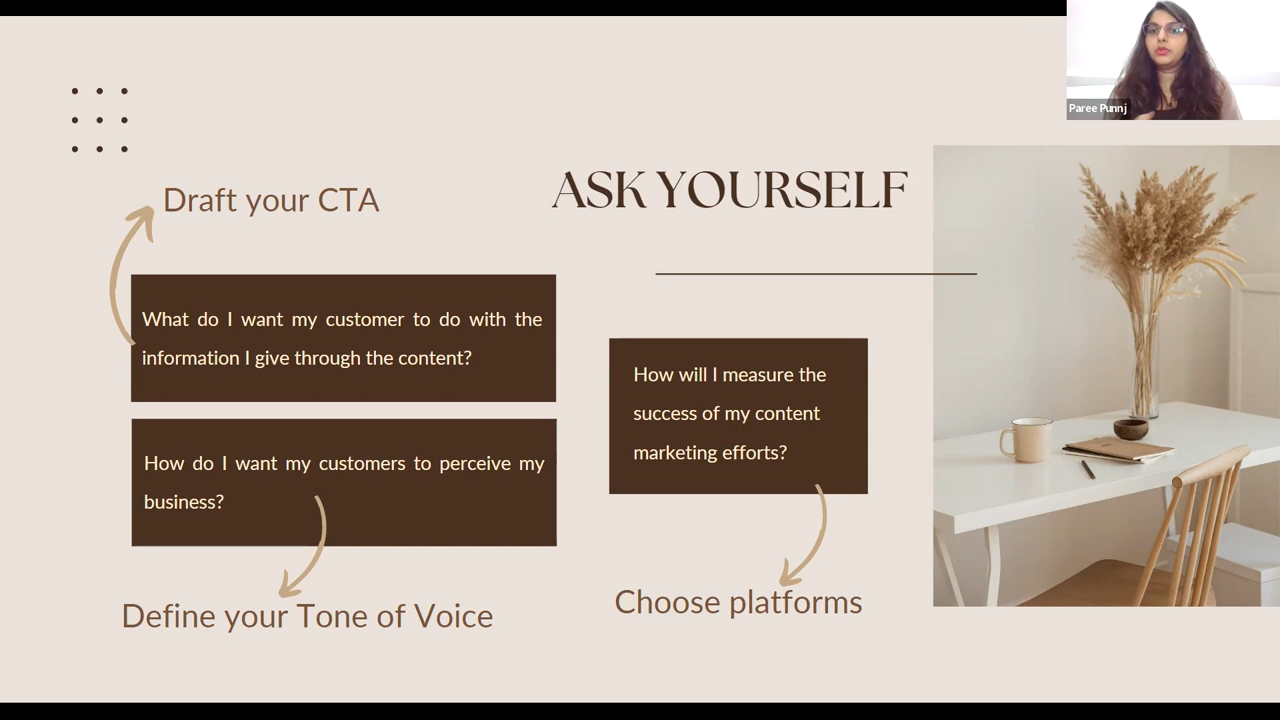 Paree Punnj
ASK YOURSELF
Draft your CTA
What do I want my customer to do with the
information I give through the content?
How do I want my customers to perceive my
business?
Define your Tone of Voice
How will I measure the
success of my content
marketing efforts?
Choose platforms